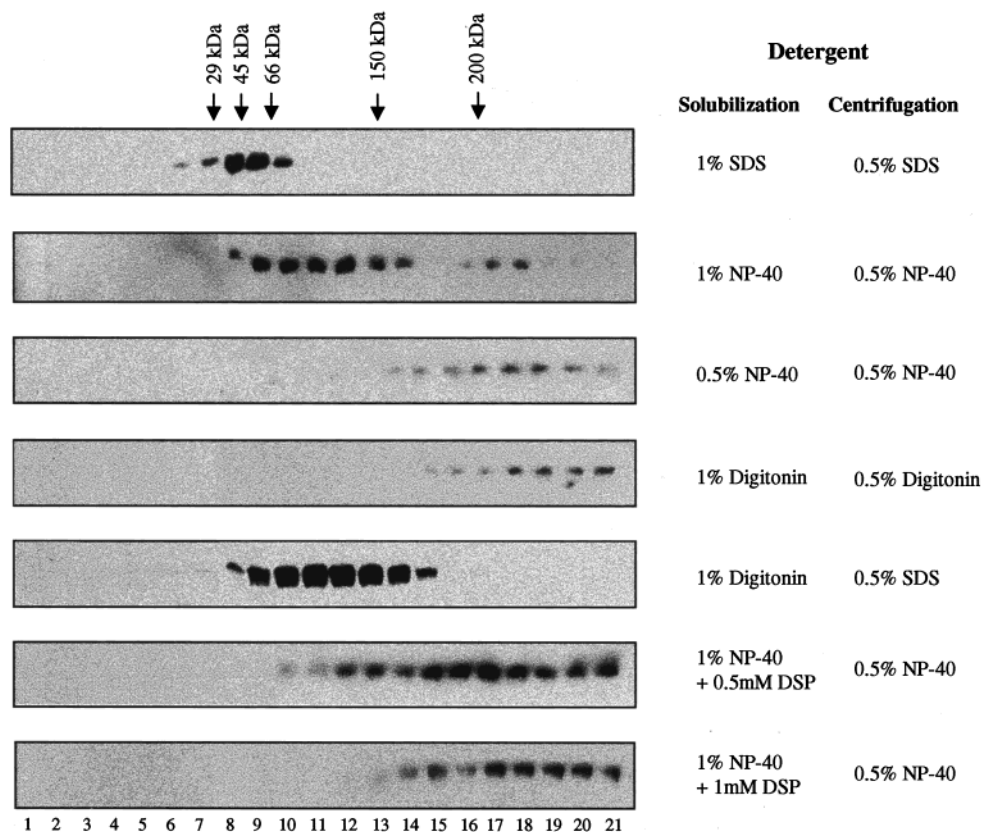 29 kDa
45 kDa
66 kDa
150 kDa
200 kDa
Detergent
Solubilization Centrifugation
1% SDS 0.5% SDS
1% NP-40 0.5% NP-40
0.5% NP-40 0.5% NP-40
1% Digitonin 0.5% Digitonin
1% Digitonin 0.5% SDS
1% NP-40
+ 0.5mM DSP 0.5% NP-40
1% NP-40
+ 1mM DSP 0.5% NP-40
1 2 3 4 5 6 7 8 9 10 11 12 13 14 15 16 17 18 19 20 21